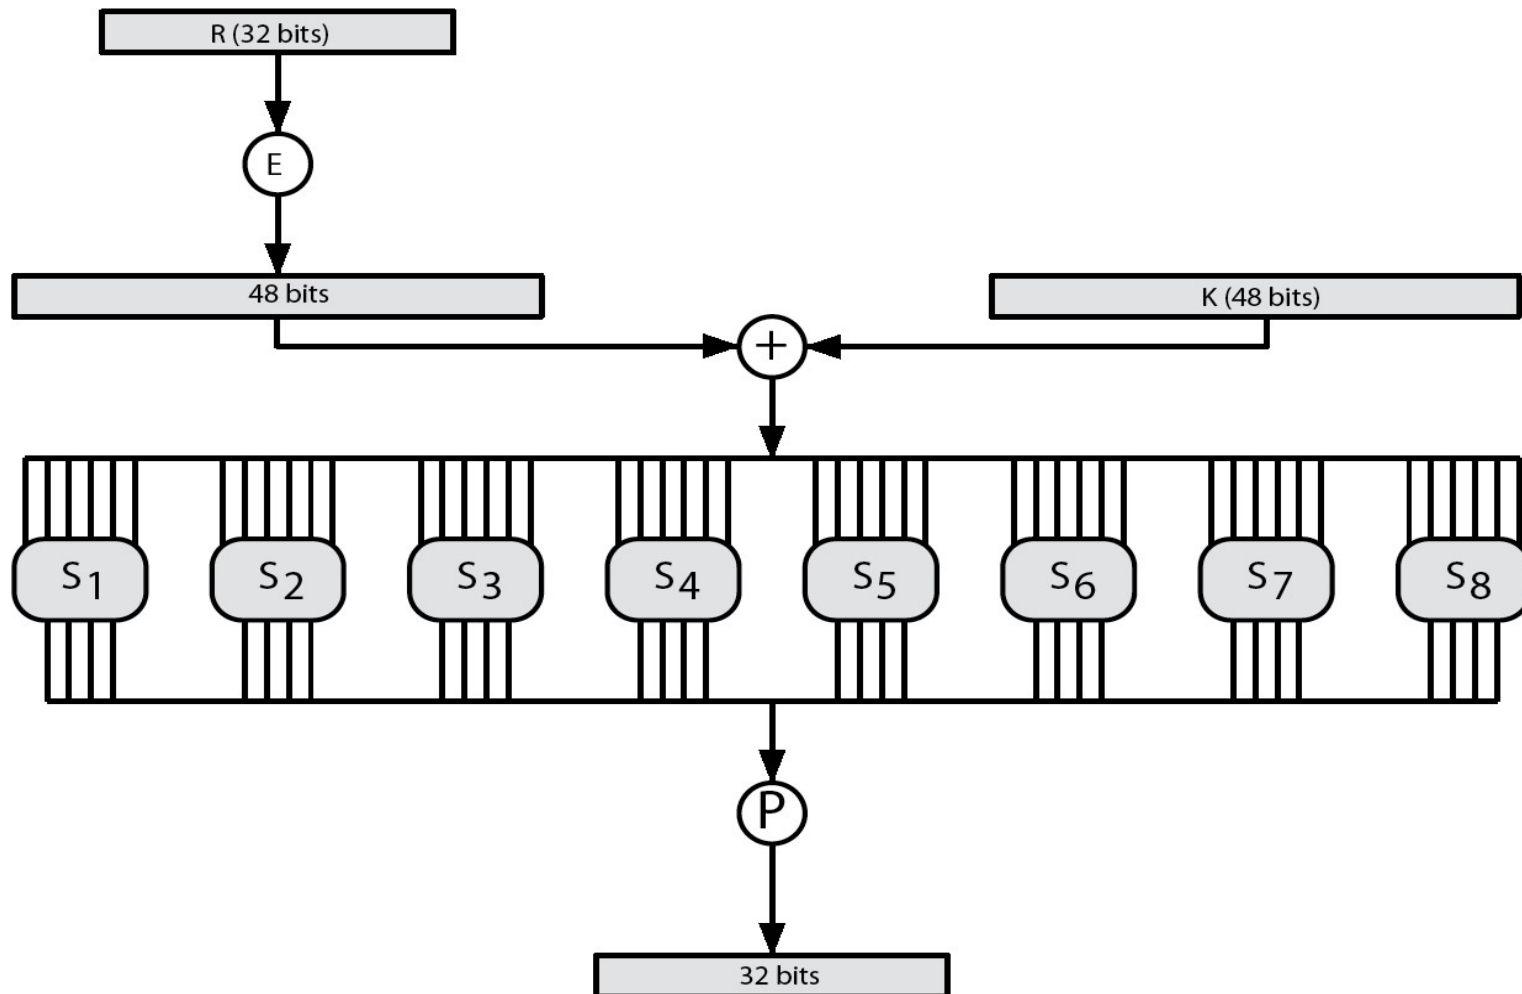 R (32 bits)
E
48 bits
K (48 bits)
+
S1 S2 S3 S4 S5 S6 S7 S8
P
32 bits